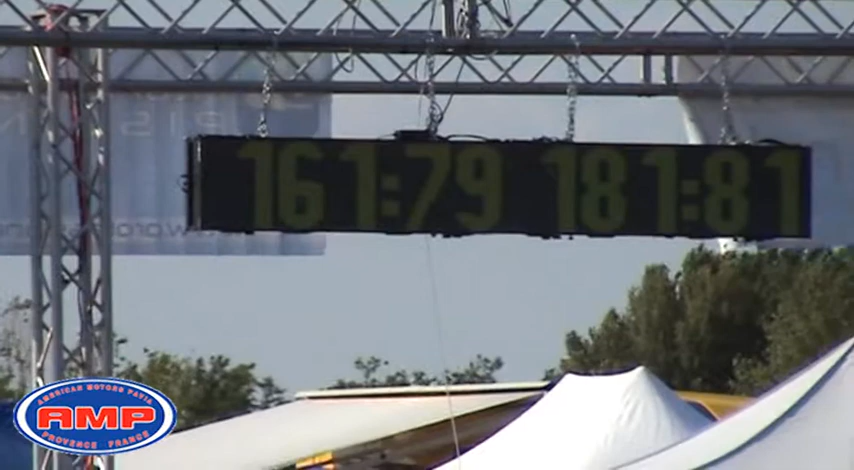 161:79 181:81
AMERICAN MOTORS PAVIA
AMP
PROVENCE FRANCE